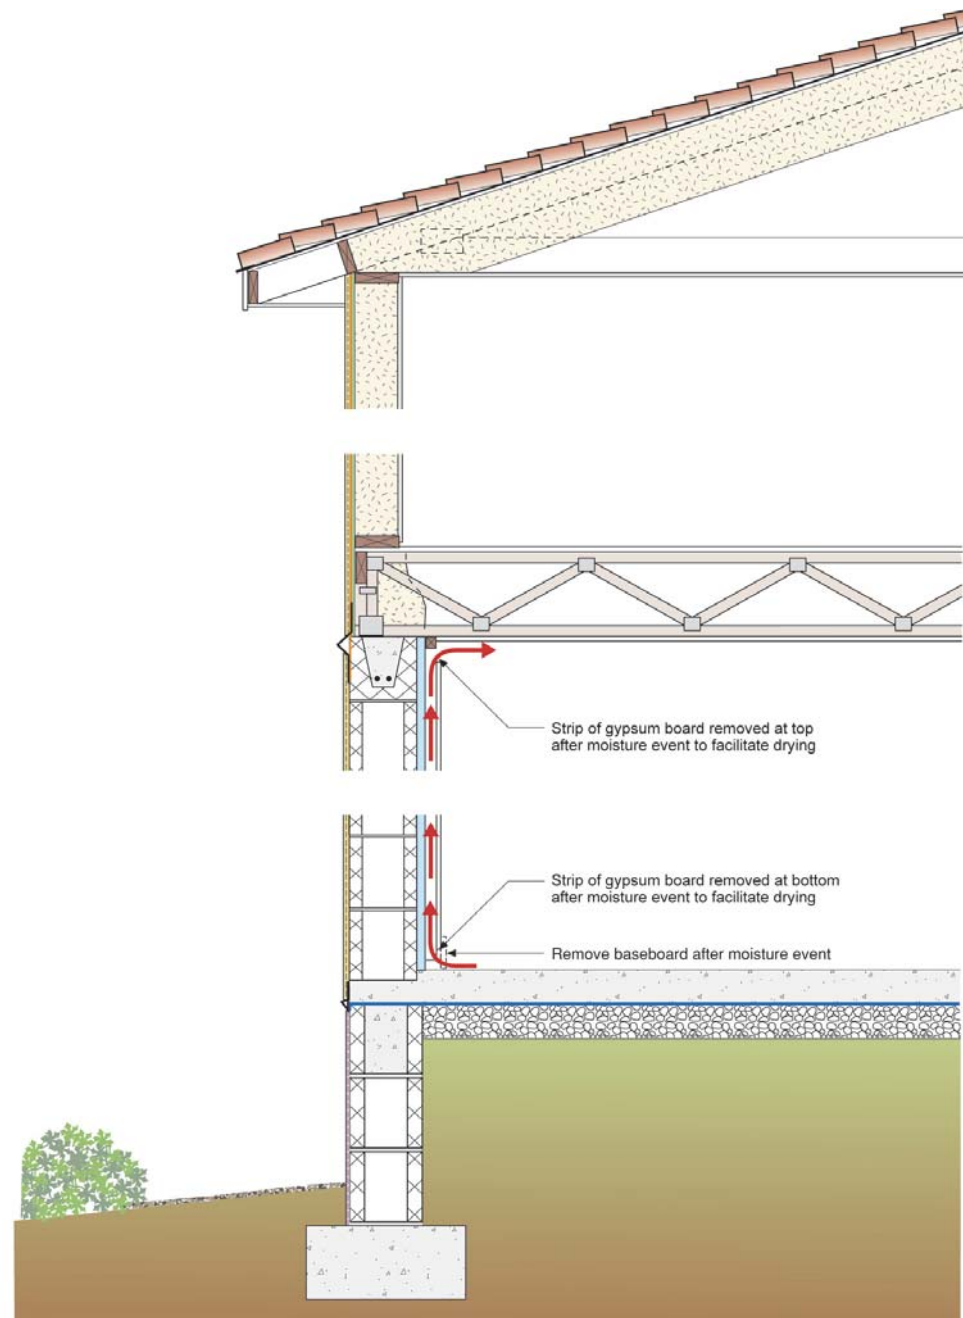 Strip of gypsum board removed at top
after moisture event to facilitate drying
Strip of gypsum board removed at bottom
after moisture event to facilitate drying
Remove baseboard after moisture event